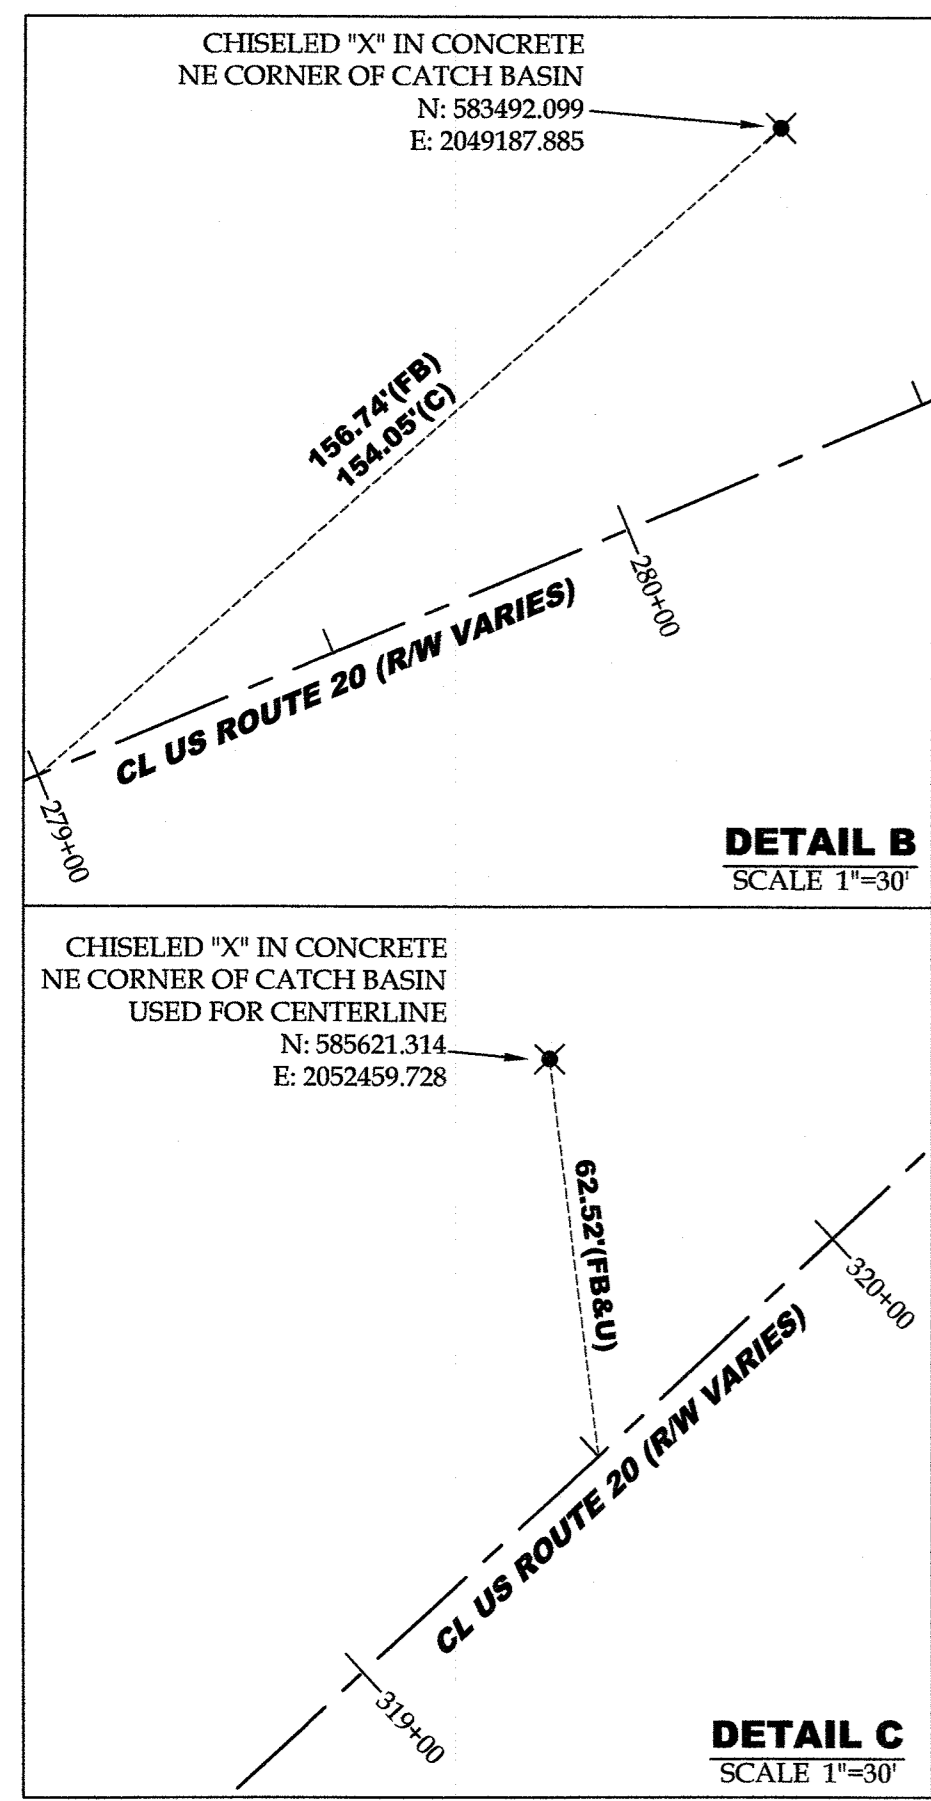 CHISELED "X" IN CONCRETE
NE CORNER OF CATCH BASIN
N: 583492.099
E: 2049187.885
156.74'(FB)
154.05'(C)
280+00
CL US ROUTE 20 (R/W VARIES)
279+00
DETAIL B
SCALE 1"=30'
CHISELED "X" IN CONCRETE
NE CORNER OF CATCH BASIN
USED FOR CENTERLINE
N: 585621.314
E: 2052459.728
62.52'(FB&U)
320+00
CL US ROUTE 20 (R/W VARIES)
319+00
DETAIL C
SCALE 1"=30'